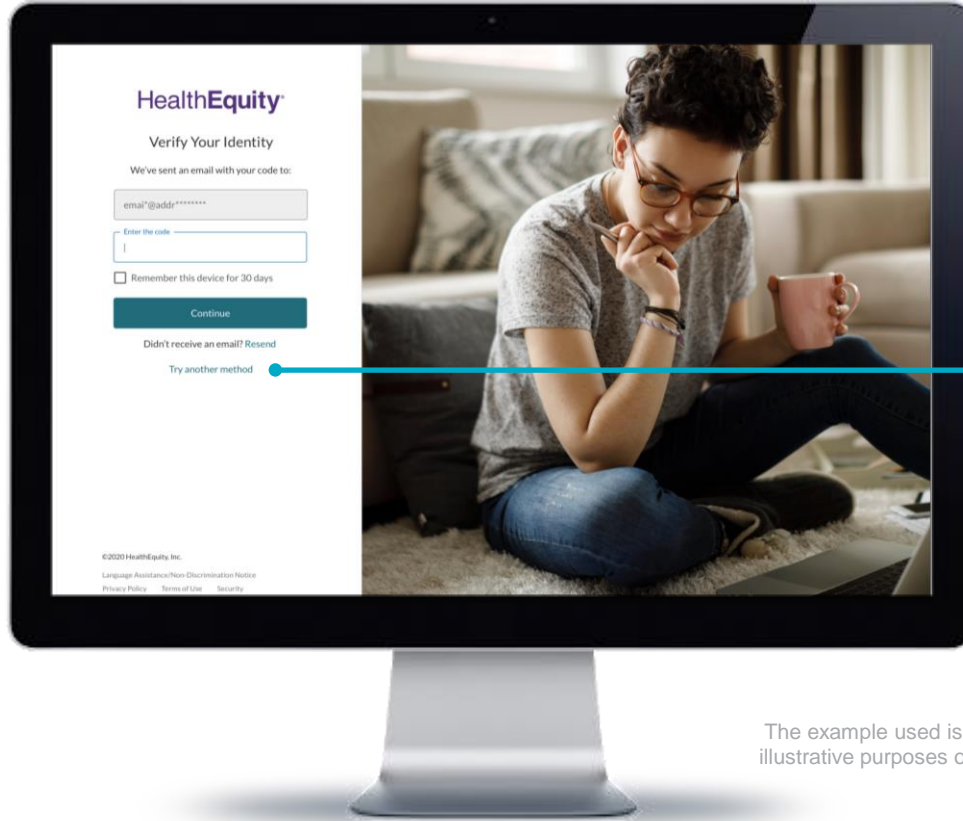 HealthEquity
Verify Your Identity
We've sent an email with your code to:
emai*@addr********
Enter the code
Remember this device for 30 days
Continue
Didn't receive an email? Resend
Try another method
©2020 HealthEquity, Inc.
Language Assistance/Non-Discrimination Notice
Privacy Policy Terms of Use Security
The example used is
illustrative purposes